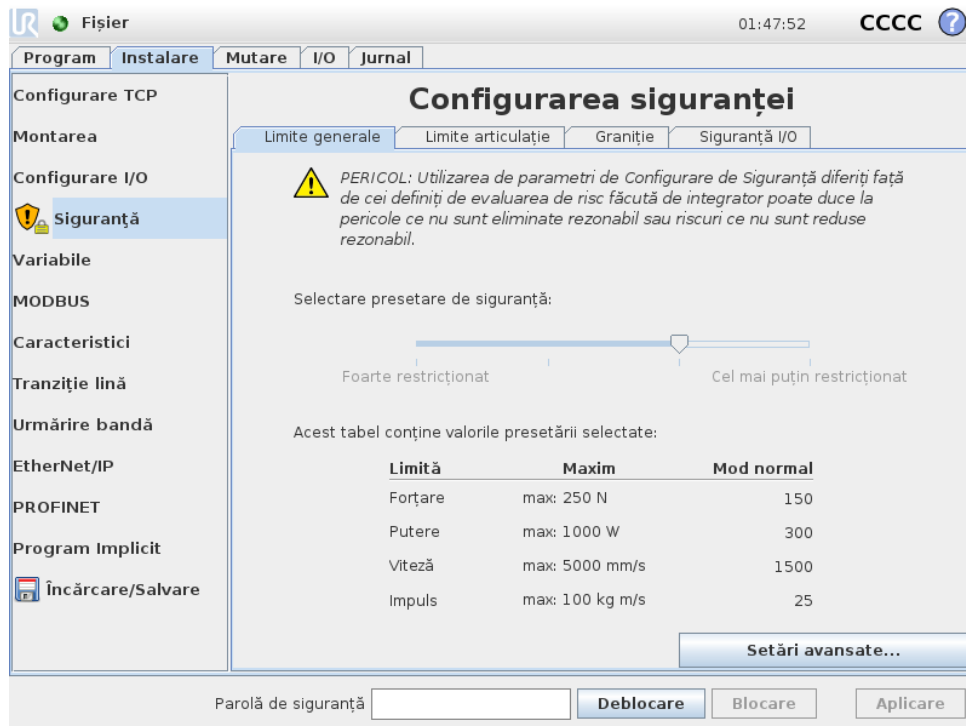 UR Fișier 01:47:52 CCCC ?
Program Instalare Mutare I/O Jurnal
Configurare TCP
Montarea
Configurare I/O
Siguranţă
Variabile
MODBUS
Caracteristici
Tranziție lină
Urmărire bandă
EtherNet/IP
PROFINET
Program Implicit
Încărcare/Salvare
Configurarea siguranței
Limite generale Limite articulație Graniție Siguranță I/O
PERICOL: Utilizarea de parametri de Configurare de Siguranță diferiți față
de cei definiți de evaluarea de risc făcută de integrator poate duce la
pericole ce nu sunt eliminate rezonabil sau riscuri ce nu sunt reduse
rezonabil.
Selectare presetare de siguranță:
Foarte restricționat Cel mai puțin restricționat
Acest tabel conține valorile presetării selectate:
Limită Maxim Mod normal
Forțare max: 250 N 150
Putere max: 1000 W 300
Viteză max: 5000 mm/s 1500
Impuls max: 100 kg m/s 25
Setări avansate...
Parolă de siguranță Deblocare Blocare Aplicare